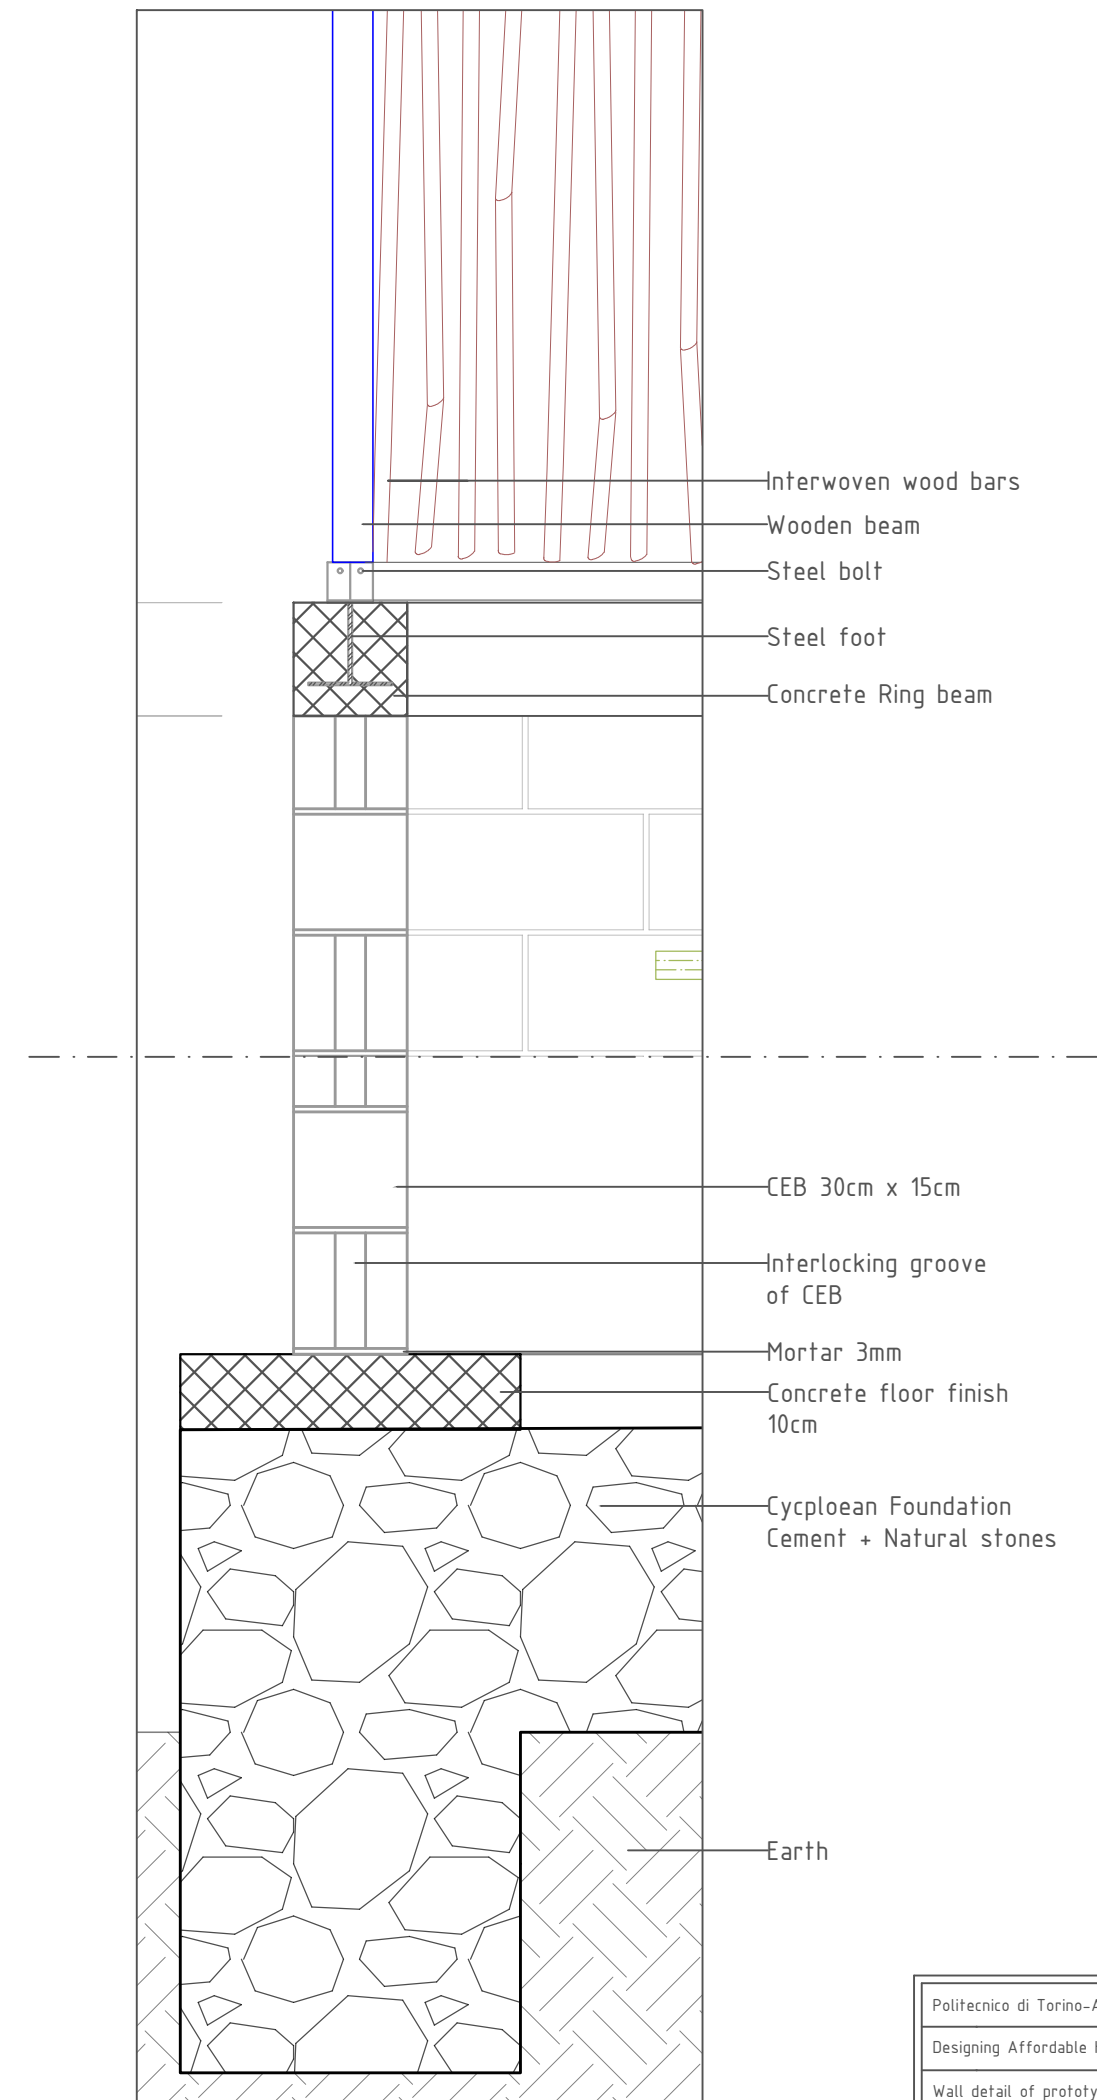 Interwoven wood bars
Wooden beam
Steel bolt
Steel foot
Concrete Ring beam
CEB 30cm x 15cm
Interlocking groove
of CEB
Mortar 3mm
Concrete floor finish
10cm
Cycploean Foundation
Cement + Natural stones
Earth
Politecnico di Torino-A
Designing Affordable
Wall detail of prototy